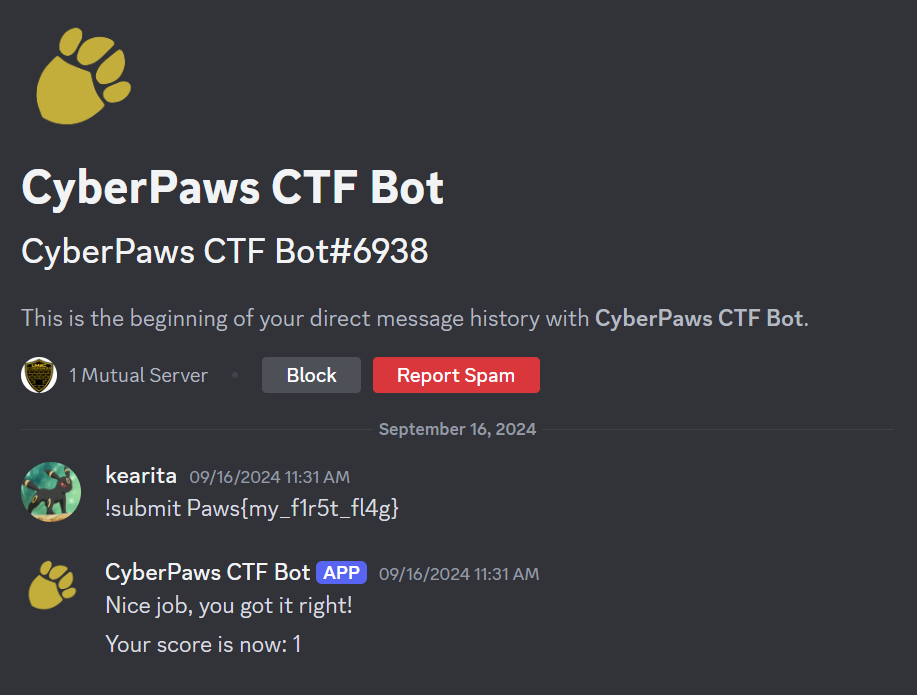 CyberPaws CTF Bot
CyberPaws CTF Bot#6938
This is the beginning of your direct message history with CyberPaws CTF Bot.
1 Mutual Server • Block Report Spam
September 16, 2024
kearita 09/16/2024 11:31 AM
!submit Paws{my_f1r5t_fl4g}
CyberPaws CTF Bot APP 09/16/2024 11:31 AM
Nice job, you got it right!
Your score is now: 1